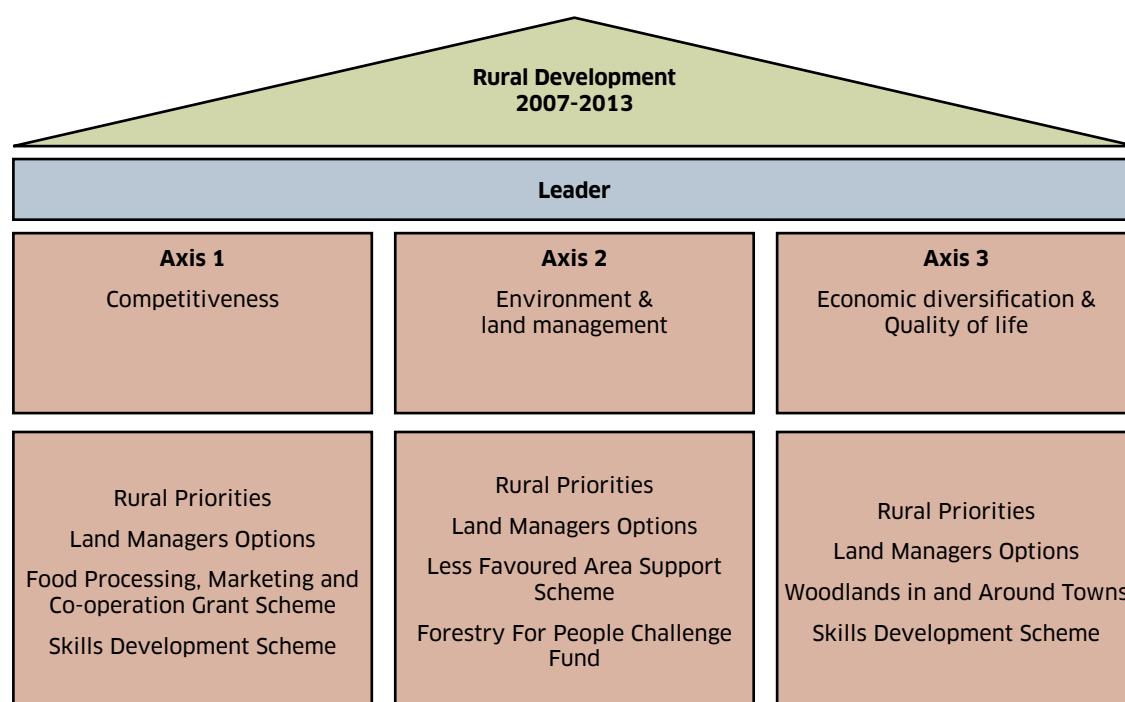 Rural Development
2007-2013
Leader
Axis 1
Competitiveness
Axis 2
Environment &
land management
Axis 3
Economic diversification &
Quality of life
Rural Priorities
Land Managers Options
Food Processing, Marketing and
Co-operation Grant Scheme
Skills Development Scheme
Rural Priorities
Land Managers Options
Less Favoured Area Support
Scheme
Forestry For People Challenge
Fund
Rural Priorities
Land Managers Options
Woodlands in and Around Towns
Skills Development Scheme